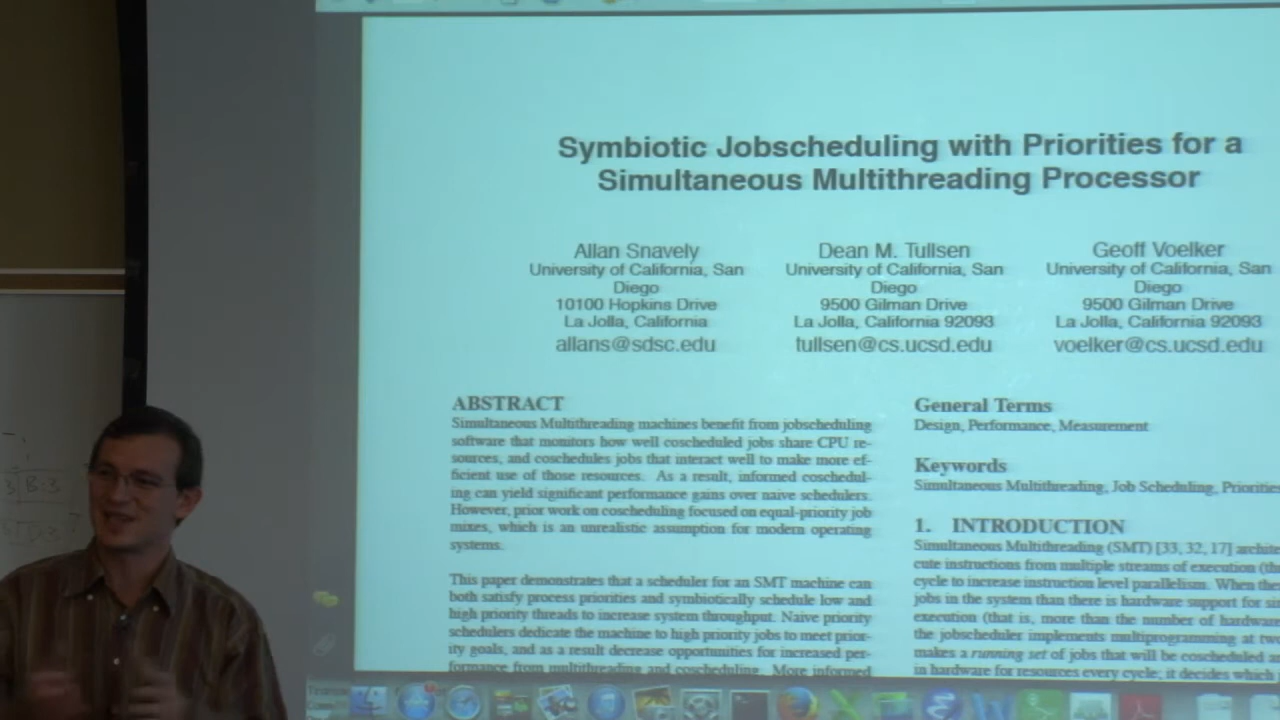 Symbiotic Jobscheduling with Priorities for a
Simultaneous Multithreading Processor
Allan Snavely
University of California, San
Diego
10100 Hopkins Drive
La Jolla, California
allans@sdsc.edu
Dean M. Tullsen
University of California, San
Diego
9500 Gilman Drive
La Jolla, California 92093
tullsen@cs.ucsd.edu
Geoff Voelker
University of California, San
Diego
9500 Gilman Drive
La Jolla, California 92093
voelker@cs.ucsd.edu
ABSTRACT
Simultaneous Multithreading machines benefit from jobscheduling
software that monitors how well coscheduled jobs share CPU re-
sources, and coschedules jobs that interact well to make more ef-
ficient use of those resources. As a result, informed coschedul-
ing can yield significant performance gains over naive schedulers.
However, prior work on coscheduling focused on equal-priority job
mixes, which is an unrealistic assumption for modern operating
systems.
This paper demonstrates that a scheduler for an SMT machine can
both satisfy process priorities and symbiotically schedule low and
high priority threads to increase system throughput. Naive priority
schedulers dedicate the machine to high priority jobs to meet prior-
ity goals, and as a result decrease opportunities for increased per-
formance from multithreading and coscheduling. More informed
General Terms
Design, Performance, Measurement
Keywords
Simultaneous Multithreading, Job Scheduling, Priorities
1. INTRODUCTION
Simultaneous Multithreading (SMT) [33, 32, 17] archite
cute instructions from multiple streams of execution (th
cycle to increase instruction level parallelism. When the
jobs in the system than there is hardware support for si
execution (that is, more than the number of hardware
the jobscheduler implements multiprogramming at tw
makes a running set of jobs that will be coscheduled a
in hardware for resources every cycle; it decides which